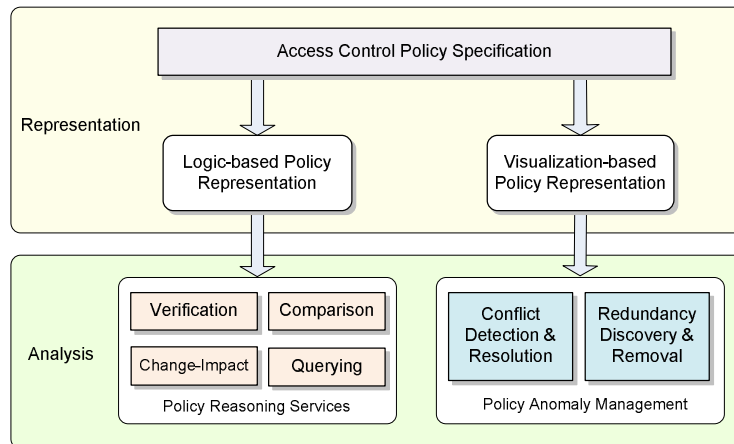 Access Control Policy Specification
Representation
Logic-based Policy
Representation
Visualization-based
Policy Representation
Analysis
Verification
Comparison
Change-Impact
Querying
Policy Reasoning Services
Conflict
Detection &
Resolution
Redundancy
Discovery &
Removal
Policy Anomaly Management